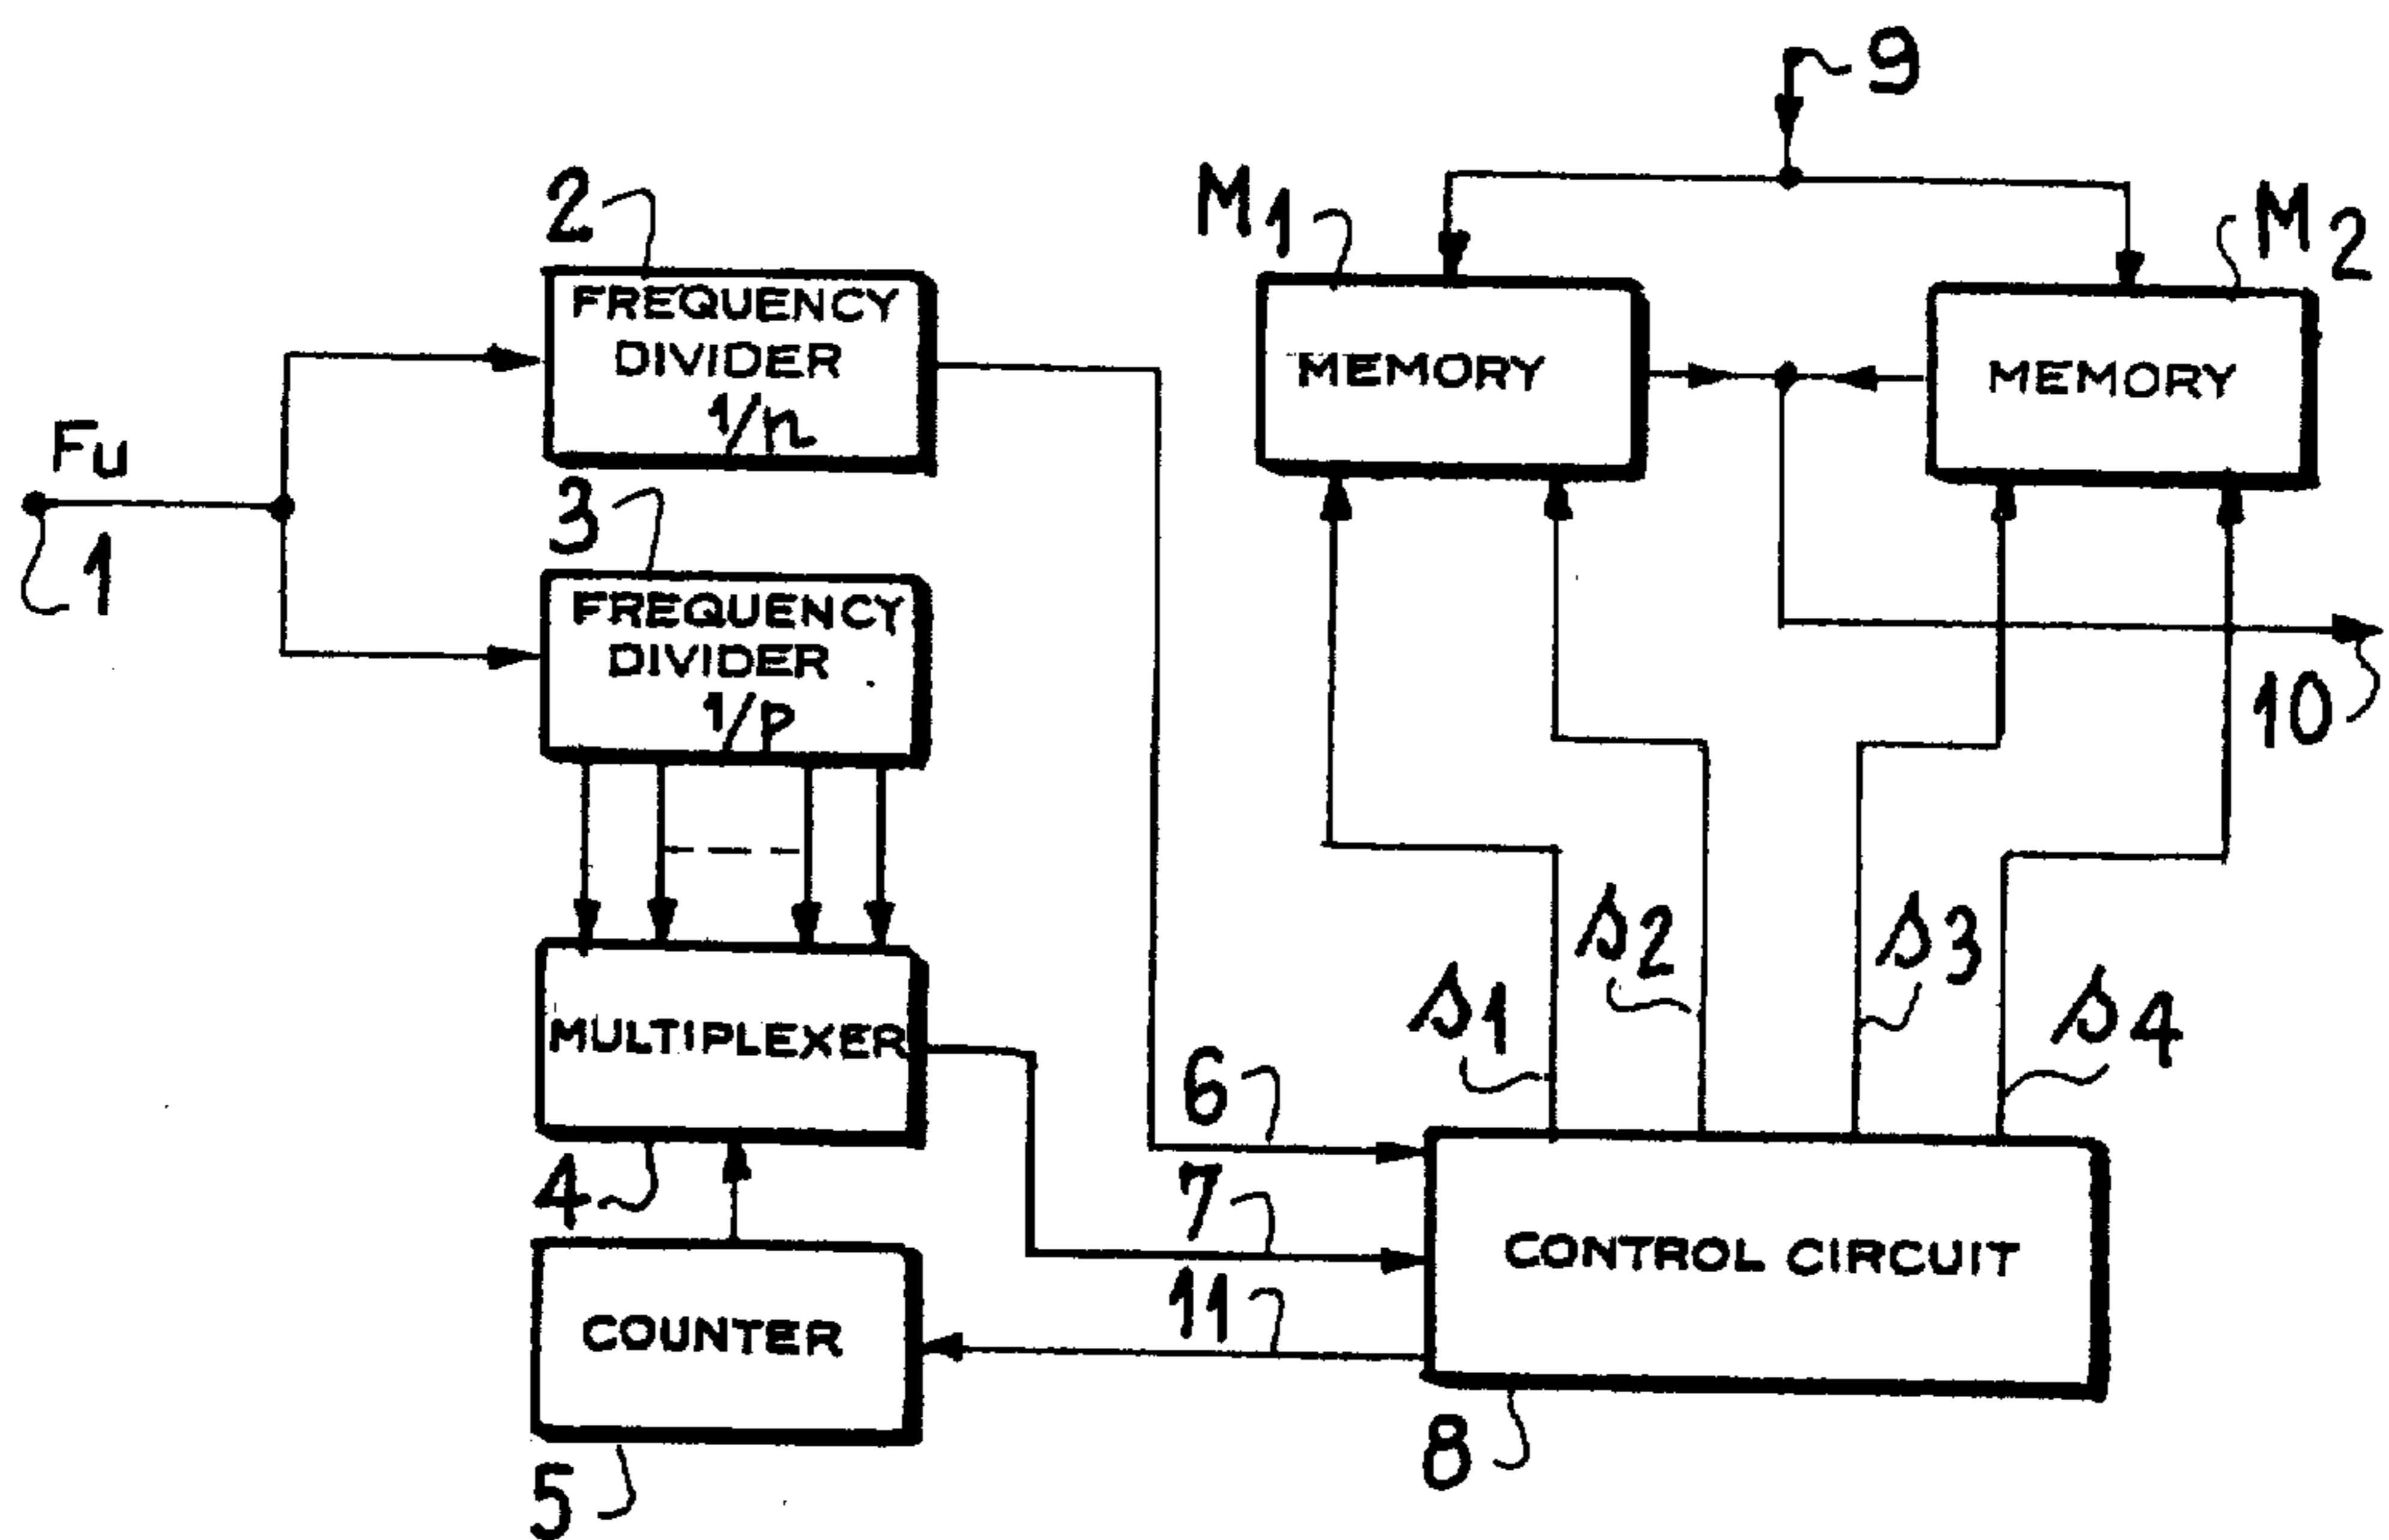 9
2
M1
M2
FREQUENCY
DIVIDER
1/n
MEMORY
MEMORY
Fu
1
3
FREQUENCY
DIVIDER
1/p
10
s2
s3
s1
s4
MULTIPLEXER
6
4
7
CONTROL CIRCUIT
11
COUNTER
8
5